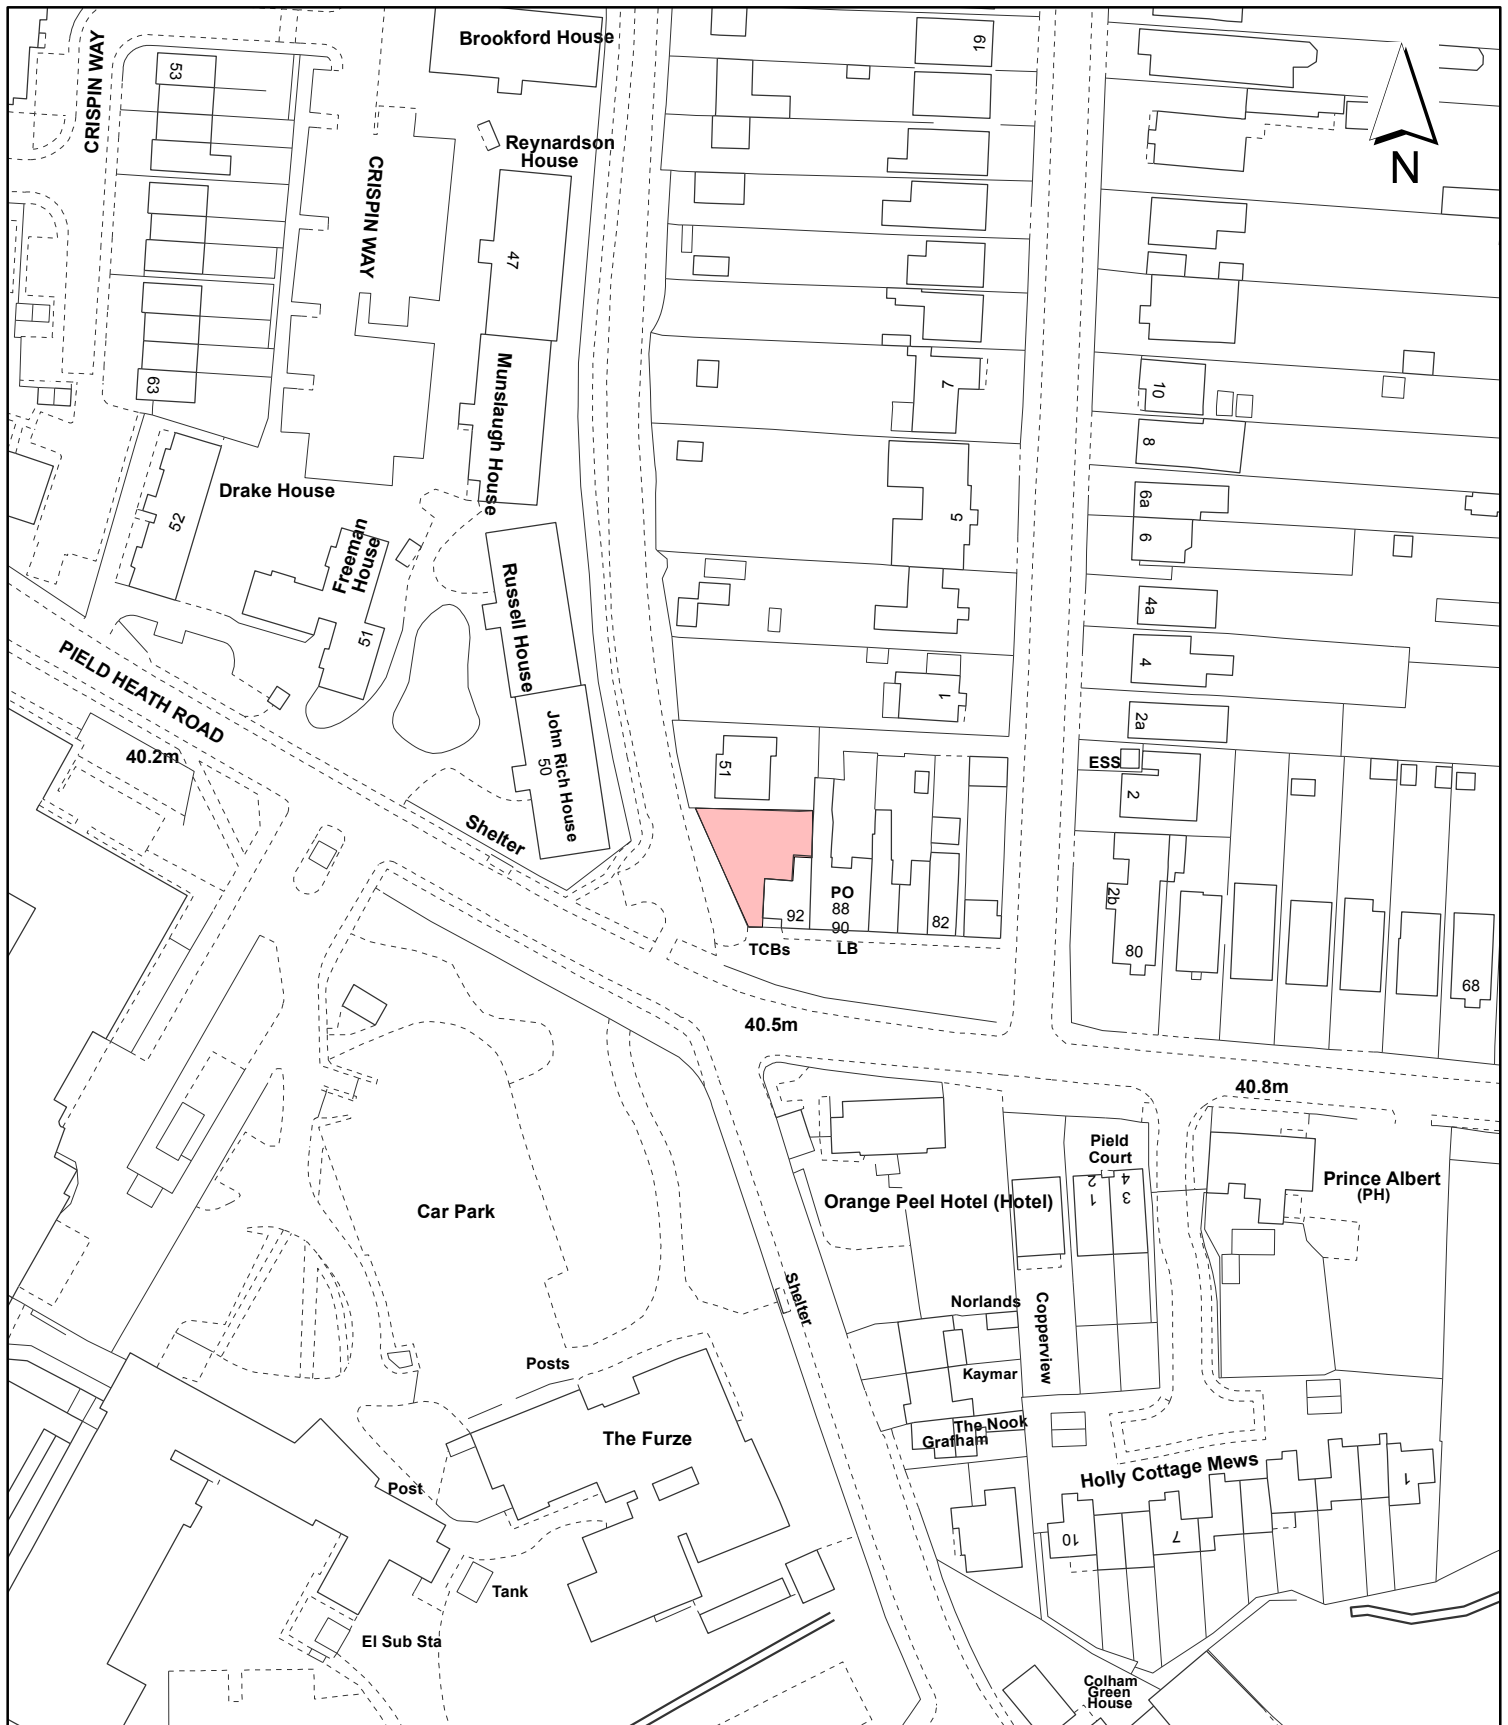 Brookford House
19
CRISPIN WAY
53
N
Reynardson
House
CRISPIN WAY
47
Munslaugh House
7
10
63
8
Drake House
6a
52
5
6
Freeman
House
Russell House
4a
51
PIELD HEATH ROAD
4
1
2a
John Rich House
50
40.2m
51
ESS
2
Shelter
PO
88
90
92
82
2b
80
TCBs
LB
68
40.5m
40.8m
Pield
Court
2
4
1
3
Prince Albert
(PH)
Orange Peel Hotel (Hotel)
Car Park
Shelter
Norlands
Copperview
Posts
Kaymar
The Nook
Grafham
The Furze
Holly Cottage Mews
1
Post
10
7
Tank
El Sub Sta
Colham
Green
House